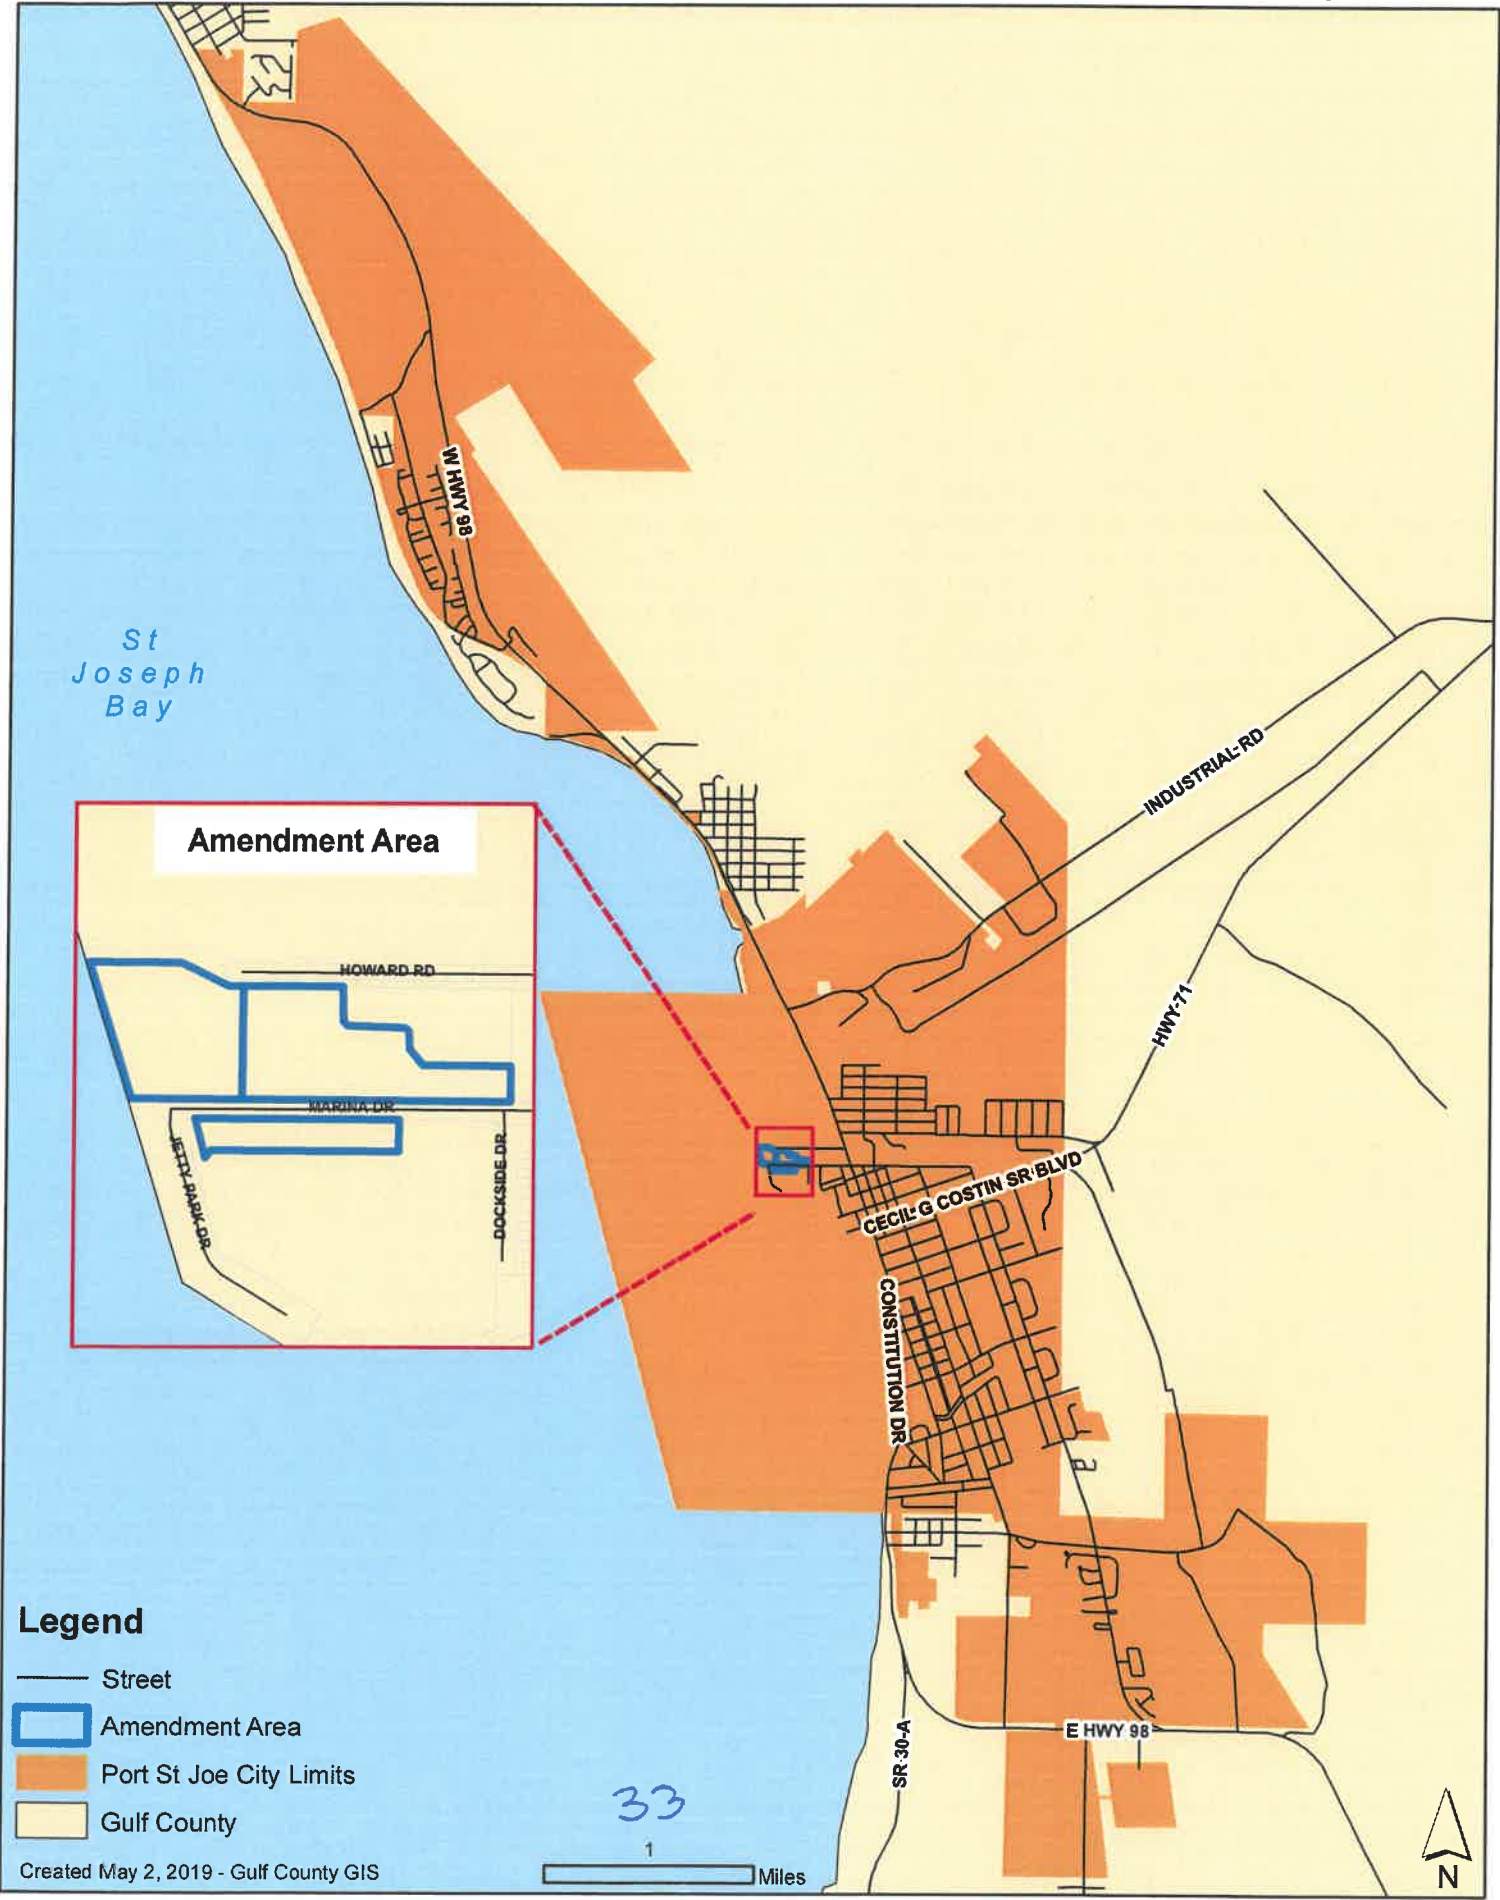 W HWY 98
St
Joseph
Bay
INDUSTRIAL RD
Amendment Area
HOWARD RD
MARINA DR
JETTY PARK DR
DOCKSIDE DR
HWY 71
CECIL G COSTIN SR BLVD
CONSTITUTION DR
E HWY 98
SR 30-A
Legend
Street
Amendment Area
Port St Joe City Limits
Gulf County
Created May 2, 2019 - Gulf County GIS
33
1
Miles
N